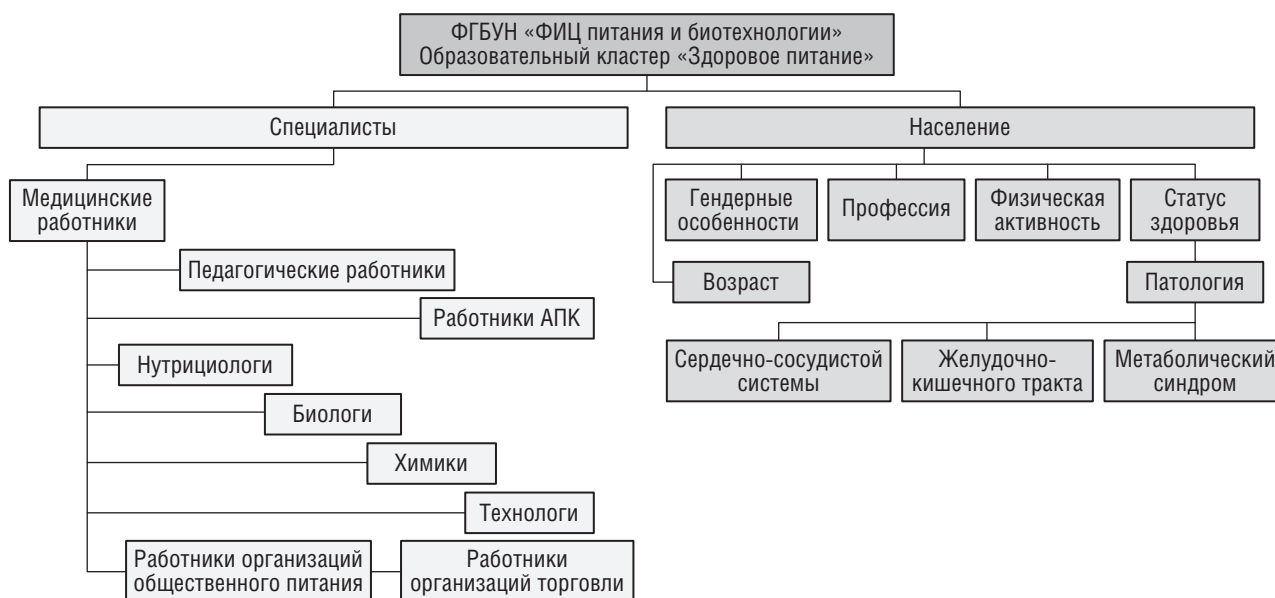 ФГБУН «ФИЦ питания и биотехнологии»
Образовательный кластер «Здоровое питание»
Специалисты
Население
Медицинские
работники
Педагогические работники
Работники АПК
Нутрициологи
Биологи
Химики
Технологи
Работники организаций
общественного питания
Работники
организаций торговли
Гендерные
особенности
Профессия
Физическая
активность
Статус
здоровья
Возраст
Патология
Сердечно-сосудистой
системы
Желудочно-
кишечного тракта
Метаболический
синдром